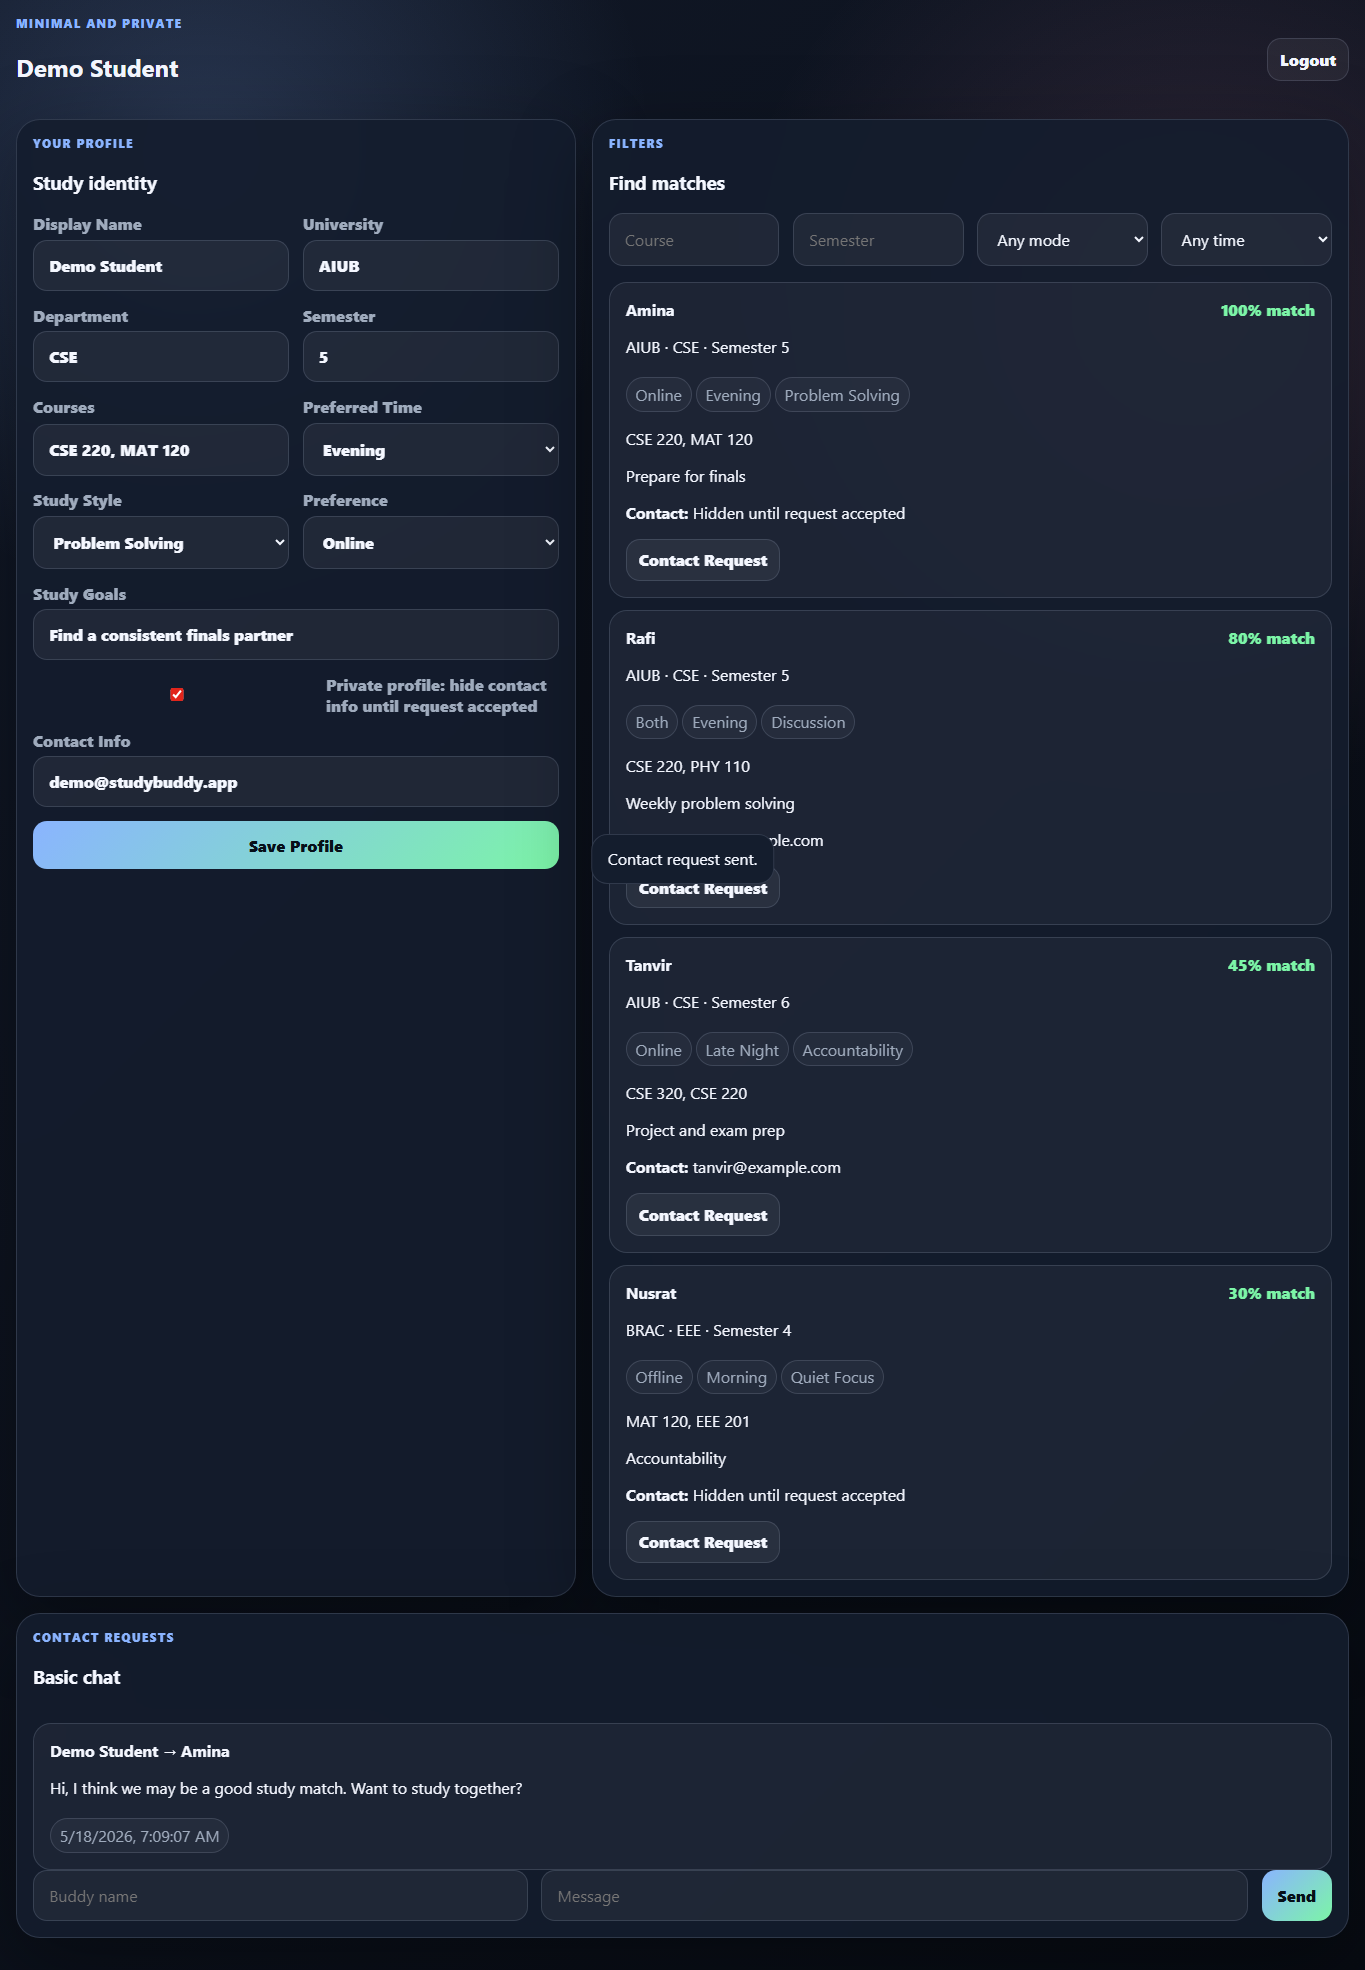 MINIMAL AND PRIVATE
Demo Student
Logout
YOUR PROFILE
Study identity
Display Name
University
Demo Student
AIUB
Department
Semester
CSE
5
Courses
Preferred Time
CSE 220, MAT 120
Evening
Study Style
Preference
Problem Solving
Online
Study Goals
Find a consistent finals partner
Private profile: hide contact
info until request accepted
Contact Info
demo@studybuddy.app
Save Profile
FILTERS
Find matches
Course
Semester
Any mode
Any time
Amina
100% match
AIUB · CSE · Semester 5
Online
Evening
Problem Solving
CSE 220, MAT 120
Prepare for finals
Contact: Hidden until request accepted
Contact Request
Rafi
80% match
AIUB · CSE · Semester 5
Both
Evening
Discussion
CSE 220, PHY 110
Weekly problem solving
ple.com
Contact request sent.
Contact Request
Tanvir
45% match
AIUB · CSE · Semester 6
Online
Late Night
Accountability
CSE 320, CSE 220
Project and exam prep
Contact: tanvir@example.com
Contact Request
Nusrat
30% match
BRAC · EEE · Semester 4
Offline
Morning
Quiet Focus
MAT 120, EEE 201
Accountability
Contact: Hidden until request accepted
Contact Request
CONTACT REQUESTS
Basic chat
Demo Student → Amina
Hi, I think we may be a good study match. Want to study together?
5/18/2026, 7:09:07 AM
Buddy name
Message
Send